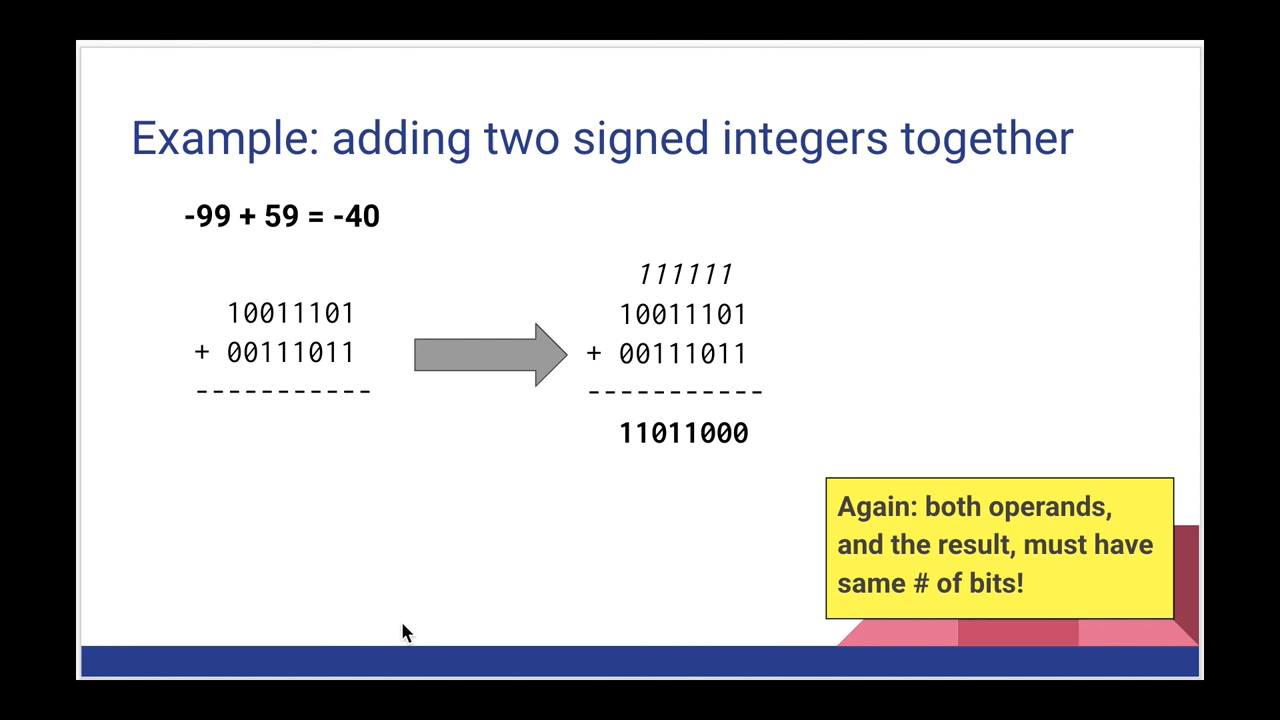 Example: adding two signed integers together
-99 + 59 = -40
10011101
+ 00111011
-----------
111111
10011101
+ 00111011
-----------
11011000
Again: both operands,
and the result, must have
same # of bits!